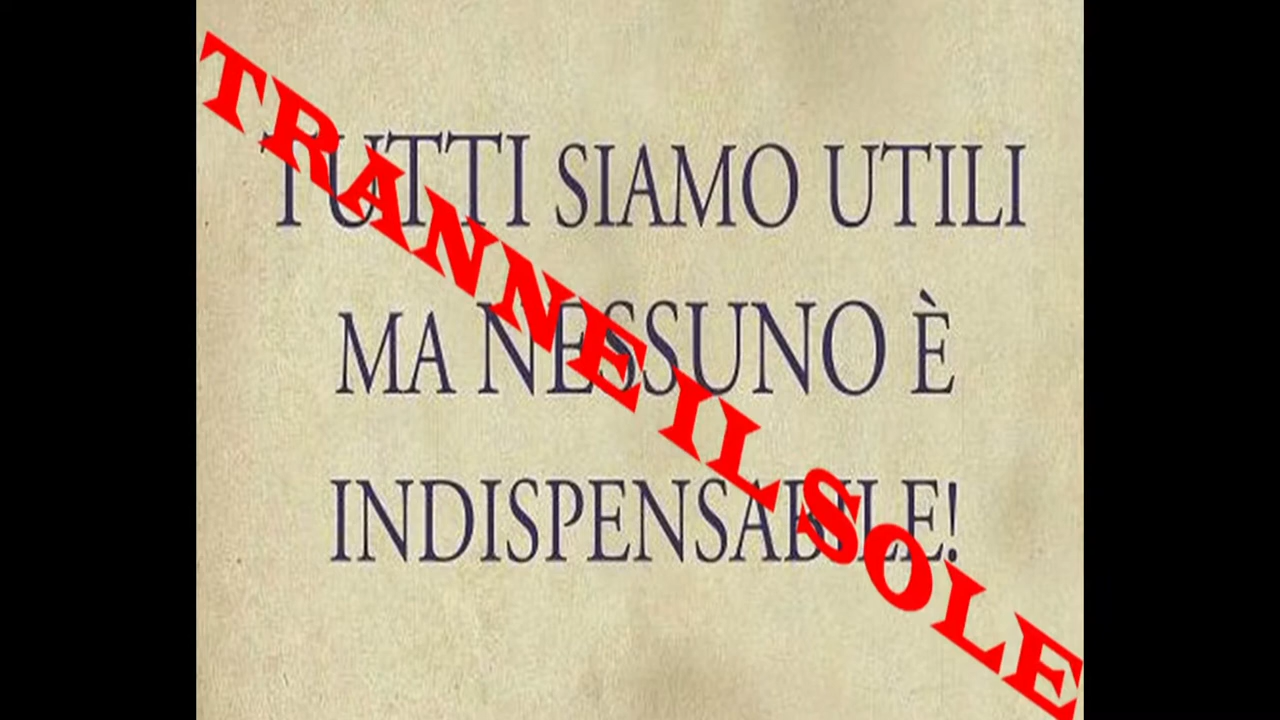 TUTTI SIAMO UTILI
MA NESSUNO È
INDISPENSABILE!
TRANNE IL SOLE